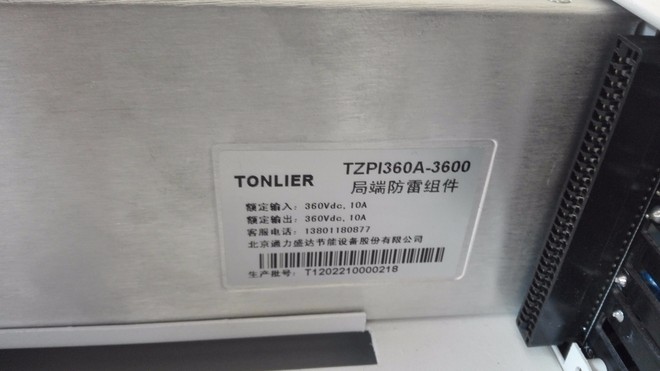 TONLIER TZPI360A-3600
局端防雷组件
额定输入：360Vdc, 10A
额定输出：360Vdc, 10A
客服电话：13801180877
北京通力盛达节能设备股份有限公司
生产批号：T1202210000218